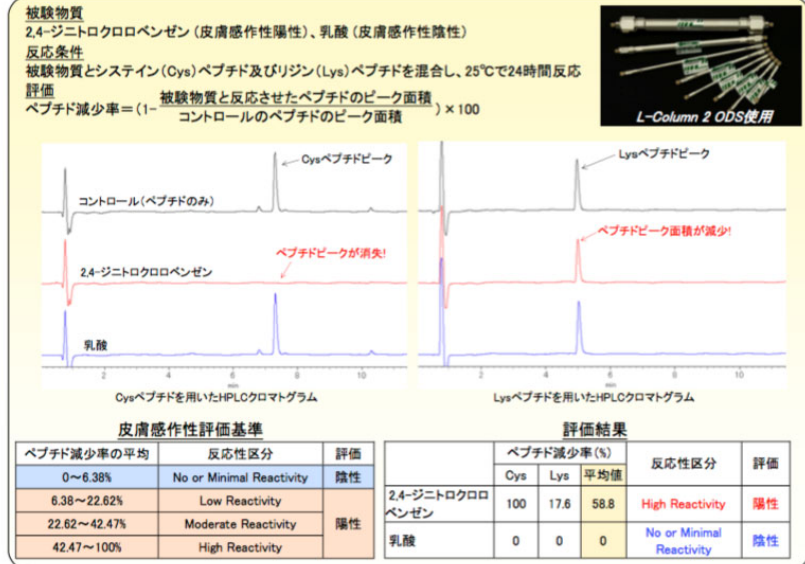 被験物質
2,4-ジニトロクロロベンゼン (皮膚感作性陽性)、乳酸 (皮膚感作性陰性)
反応条件
被験物質とシステイン(Cys)ペプチド及びリジン(Lys)ペプチドを混合し、25℃で24時間反応
評価
ペプチド減少率=(1-被験物質と反応させたペプチドのピーク面積/コントロールのペプチドのピーク面積)×100
L-Column 2 ODS使用
Cysペプチドピーク
コントロール(ペプチドのみ)
ペプチドピークが消失!
2,4-ジニトロクロロベンゼン
乳酸
2 4 6 8 10
min
Cysペプチドを用いたHPLCクロマトグラム
Lysペプチドピーク
ペプチドピーク面積が減少!
2 4 6 8 10
min
Lysペプチドを用いたHPLCクロマトグラム
皮膚感作性評価基準
ペプチド減少率の平均 反応性区分 評価
0~6.38% No or Minimal Reactivity 陰性
6.38~22.62% Low Reactivity
22.62~42.47% Moderate Reactivity 陽性
42.47~100% High Reactivity
評価結果
ペプチド減少率(%) 反応性区分 評価
Cys Lys 平均値
2,4-ジニトロクロロ
ベンゼン 100 17.6 58.8 High Reactivity 陽性
乳酸 0 0 0 No or Minimal
Reactivity 陰性